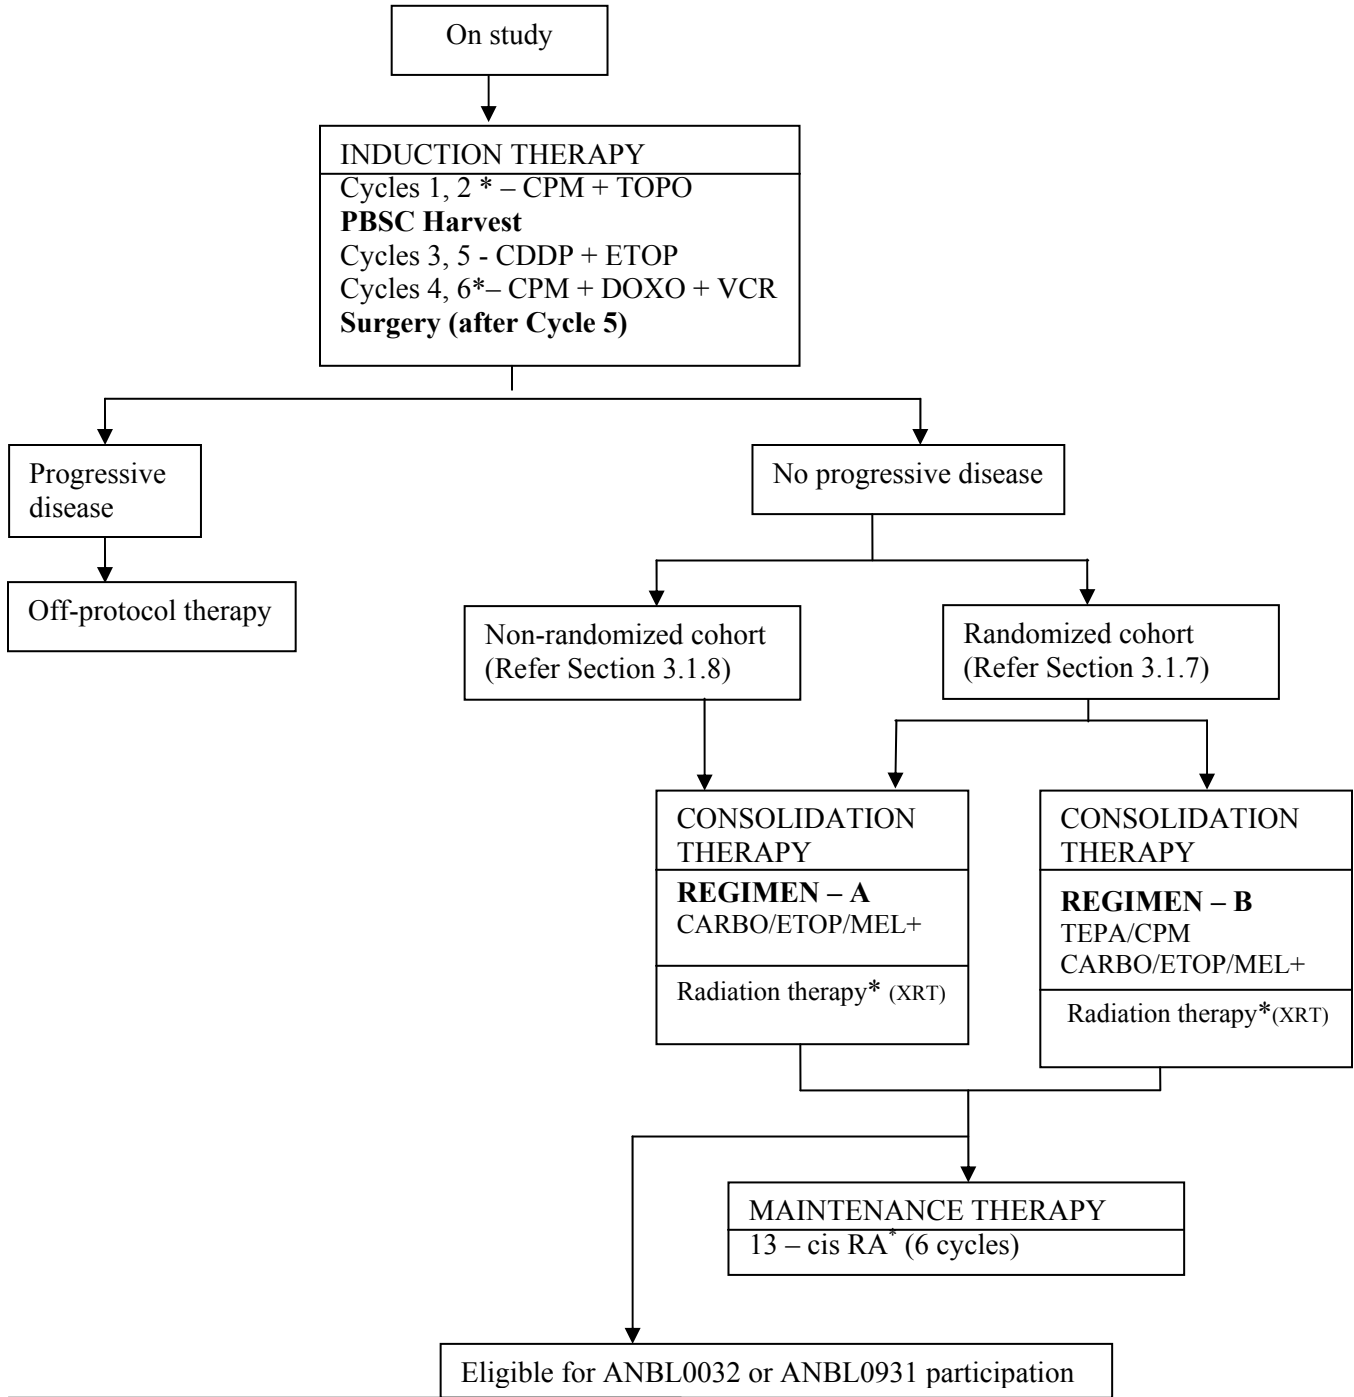 On study
INDUCTION THERAPY
Cycles 1, 2 * – CPM + TOPO
PBSC Harvest
Cycles 3, 5 - CDDP + ETOP
Cycles 4, 6*– CPM + DOXO + VCR
Surgery (after Cycle 5)
Progressive
disease
No progressive disease
Off-protocol therapy
Non-randomized cohort
(Refer Section 3.1.8)
Randomized cohort
(Refer Section 3.1.7)
CONSOLIDATION
THERAPY
REGIMEN – A
CARBO/ETOP/MEL+
Radiation therapy* (XRT)
CONSOLIDATION
THERAPY
REGIMEN – B
TEPA/CPM
CARBO/ETOP/MEL+
Radiation therapy*(XRT)
MAINTENANCE THERAPY
13 – cis RA* (6 cycles)
Eligible for ANBL0032 or ANBL0931 participation